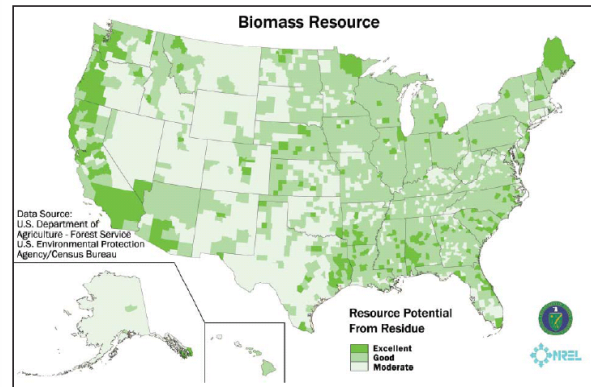 Biomass Resource
Data Source:
U.S. Department of
Agriculture - Forest Service
U.S. Environmental Protection
Agency/Census Bureau
Resource Potential
From Residue
Excellent
Good
Moderate
NREL